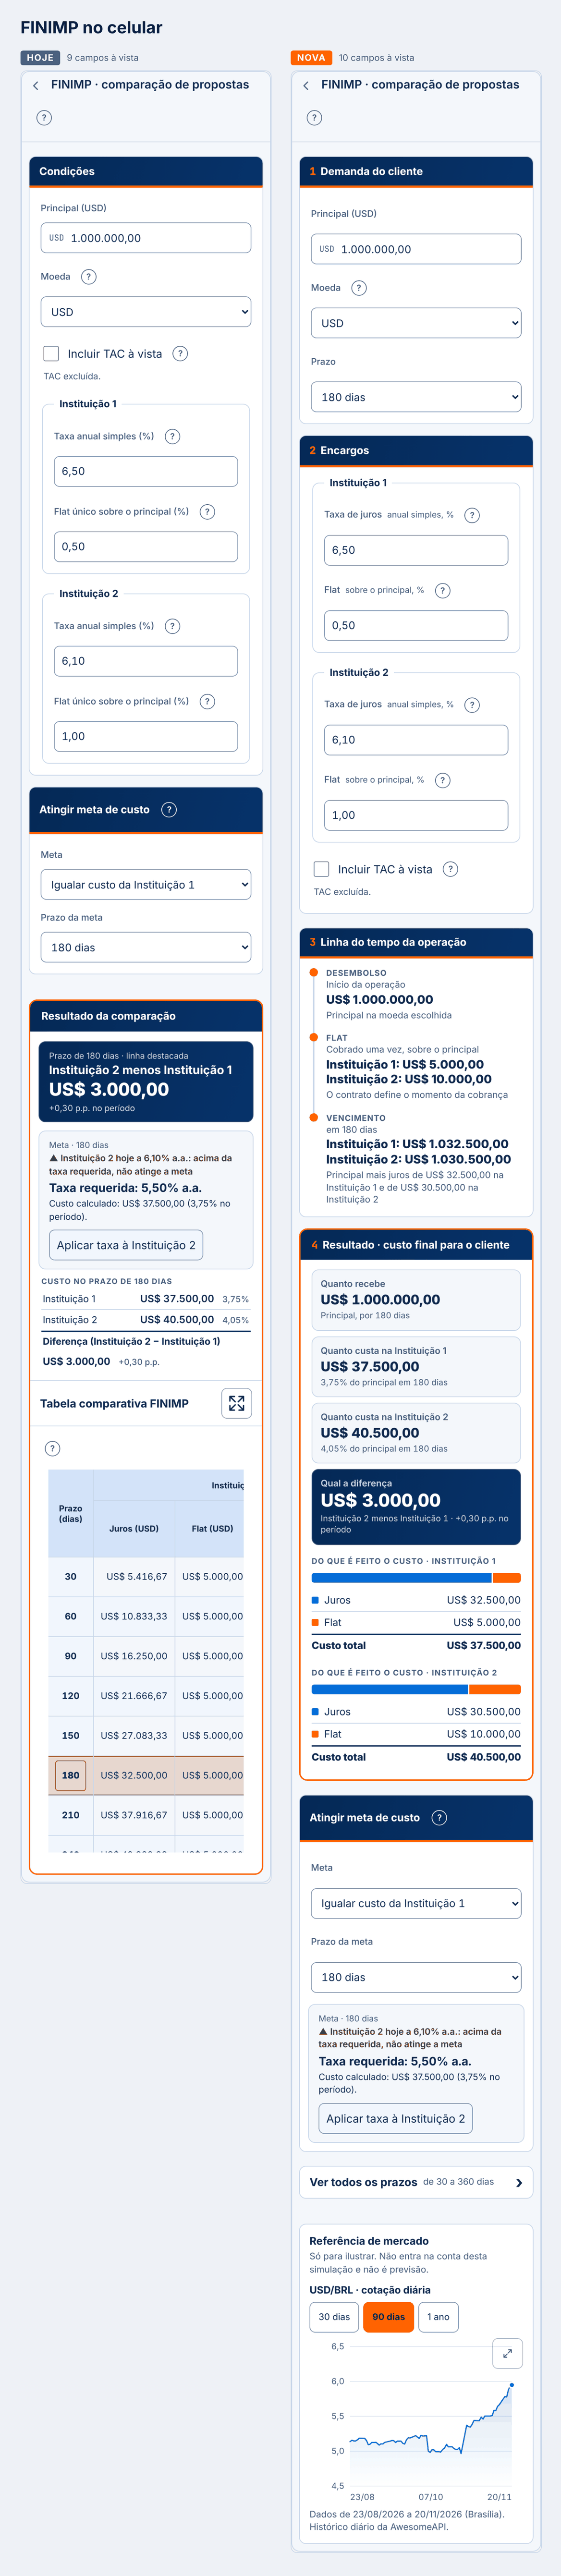 FINIMP no celular
HOJE 9 campos à vista
FINIMP · comparação de propostas
?
Condições
Principal (USD)
USD 1.000.000,00
Moeda ?
USD
Incluir TAC à vista ?
TAC excluída.
Instituição 1
Taxa anual simples (%) ?
6,50
Flat único sobre o principal (%) ?
0,50
Instituição 2
Taxa anual simples (%) ?
6,10
Flat único sobre o principal (%) ?
1,00
Atingir meta de custo ?
Meta
Igualar custo da Instituição 1
Prazo da meta
180 dias
Resultado da comparação
Prazo de 180 dias · linha destacada
Instituição 2 menos Instituição 1
US$ 3.000,00
+0,30 p.p. no período
Meta · 180 dias
▲ Instituição 2 hoje a 6,10% a.a.: acima da
taxa requerida, não atinge a meta
Taxa requerida: 5,50% a.a.
Custo calculado: US$ 37.500,00 (3,75% no
período).
Aplicar taxa à Instituição 2
CUSTO NO PRAZO DE 180 DIAS
Instituição 1 US$ 37.500,00 3,75%
Instituição 2 US$ 40.500,00 4,05%
Diferença (Instituição 2 − Instituição 1)
US$ 3.000,00 +0,30 p.p.
Tabela comparativa FINIMP
?
Prazo
(dias)
Juros (USD) Flat (USD)
30 US$ 5.416,67 US$ 5.000,00
60 US$ 10.833,33 US$ 5.000,00
90 US$ 16.250,00 US$ 5.000,00
120 US$ 21.666,67 US$ 5.000,00
150 US$ 27.083,33 US$ 5.000,00
180 US$ 32.500,00 US$ 5.000,00
210 US$ 37.916,67 US$ 5.000,00
NOVA 10 campos à vista
FINIMP · comparação de propostas
?
1 Demanda do cliente
Principal (USD)
USD 1.000.000,00
Moeda ?
USD
Prazo
180 dias
2 Encargos
Instituição 1
Taxa de juros anual simples, % ?
6,50
Flat sobre o principal, % ?
0,50
Instituição 2
Taxa de juros anual simples, % ?
6,10
Flat sobre o principal, % ?
1,00
Incluir TAC à vista ?
TAC excluída.
3 Linha do tempo da operação
DESEMBOLSO
Início da operação
US$ 1.000.000,00
Principal na moeda escolhida
FLAT
Cobrado uma vez, sobre o principal
Instituição 1: US$ 5.000,00
Instituição 2: US$ 10.000,00
O contrato define o momento da cobrança
VENCIMENTO
em 180 dias
Instituição 1: US$ 1.032.500,00
Instituição 2: US$ 1.030.500,00
Principal mais juros de US$ 32.500,00 na
Instituição 1 e de US$ 30.500,00 na
Instituição 2
4 Resultado · custo final para o cliente
Quanto recebe
US$ 1.000.000,00
Principal, por 180 dias
Quanto custa na Instituição 1
US$ 37.500,00
3,75% do principal em 180 dias
Quanto custa na Instituição 2
US$ 40.500,00
4,05% do principal em 180 dias
Qual a diferença
US$ 3.000,00
Instituição 2 menos Instituição 1 · +0,30 p.p. no
período
DO QUE É FEITO O CUSTO · INSTITUIÇÃO 1
Juros US$ 32.500,00
Flat US$ 5.000,00
Custo total US$ 37.500,00
DO QUE É FEITO O CUSTO · INSTITUIÇÃO 2
Juros US$ 30.500,00
Flat US$ 10.000,00
Custo total US$ 40.500,00
Atingir meta de custo ?
Meta
Igualar custo da Instituição 1
Prazo da meta
180 dias
Meta · 180 dias
▲ Instituição 2 hoje a 6,10% a.a.: acima da
taxa requerida, não atinge a meta
Taxa requerida: 5,50% a.a.
Custo calculado: US$ 37.500,00 (3,75% no
período).
Aplicar taxa à Instituição 2
Ver todos os prazos de 30 a 360 dias
Referência de mercado
Só para ilustrar. Não entra na conta desta
simulação e não é previsão.
USD/BRL · cotação diária
30 dias 90 dias 1 ano
6,5
6,0
5,5
5,0
4,5
23/08 07/10 20/11
Dados de 23/08/2026 a 20/11/2026 (Brasília).
Histórico diário da AwesomeAPI.